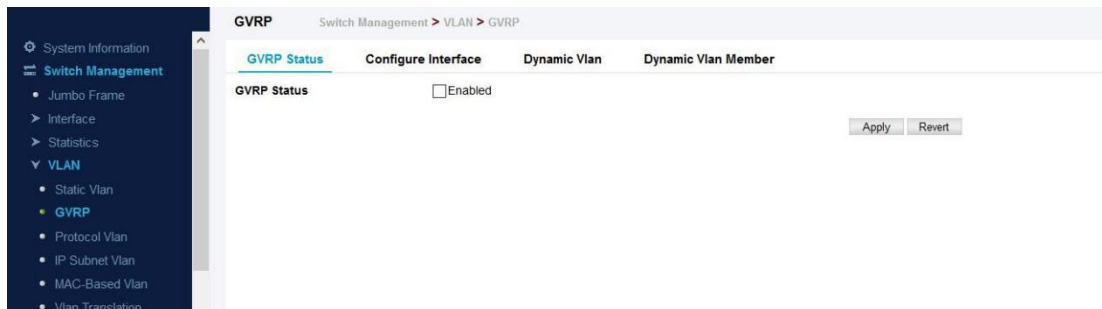 GVRP
Switch Management > VLAN > GVRP
System Information
Switch Management
Jumbo Frame
Interface
Statistics
VLAN
Static Vlan
GVRP
Protocol Vlan
IP Subnet Vlan
MAC-Based Vlan
Vlan Translation
GVRP Status Configure Interface Dynamic Vlan Dynamic Vlan Member
GVRP Status Enabled
Apply Revert